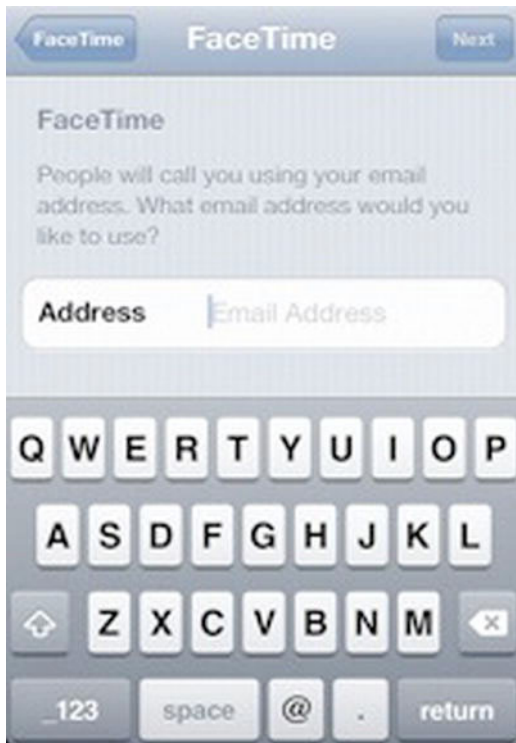 FaceTime FaceTime Next
FaceTime
People will call you using your email
address. What email address would you
like to use?
Address Email Address
Q W E R T Y U I O P
A S D F G H J K L
Z X C V B N M
_123 space @ . return